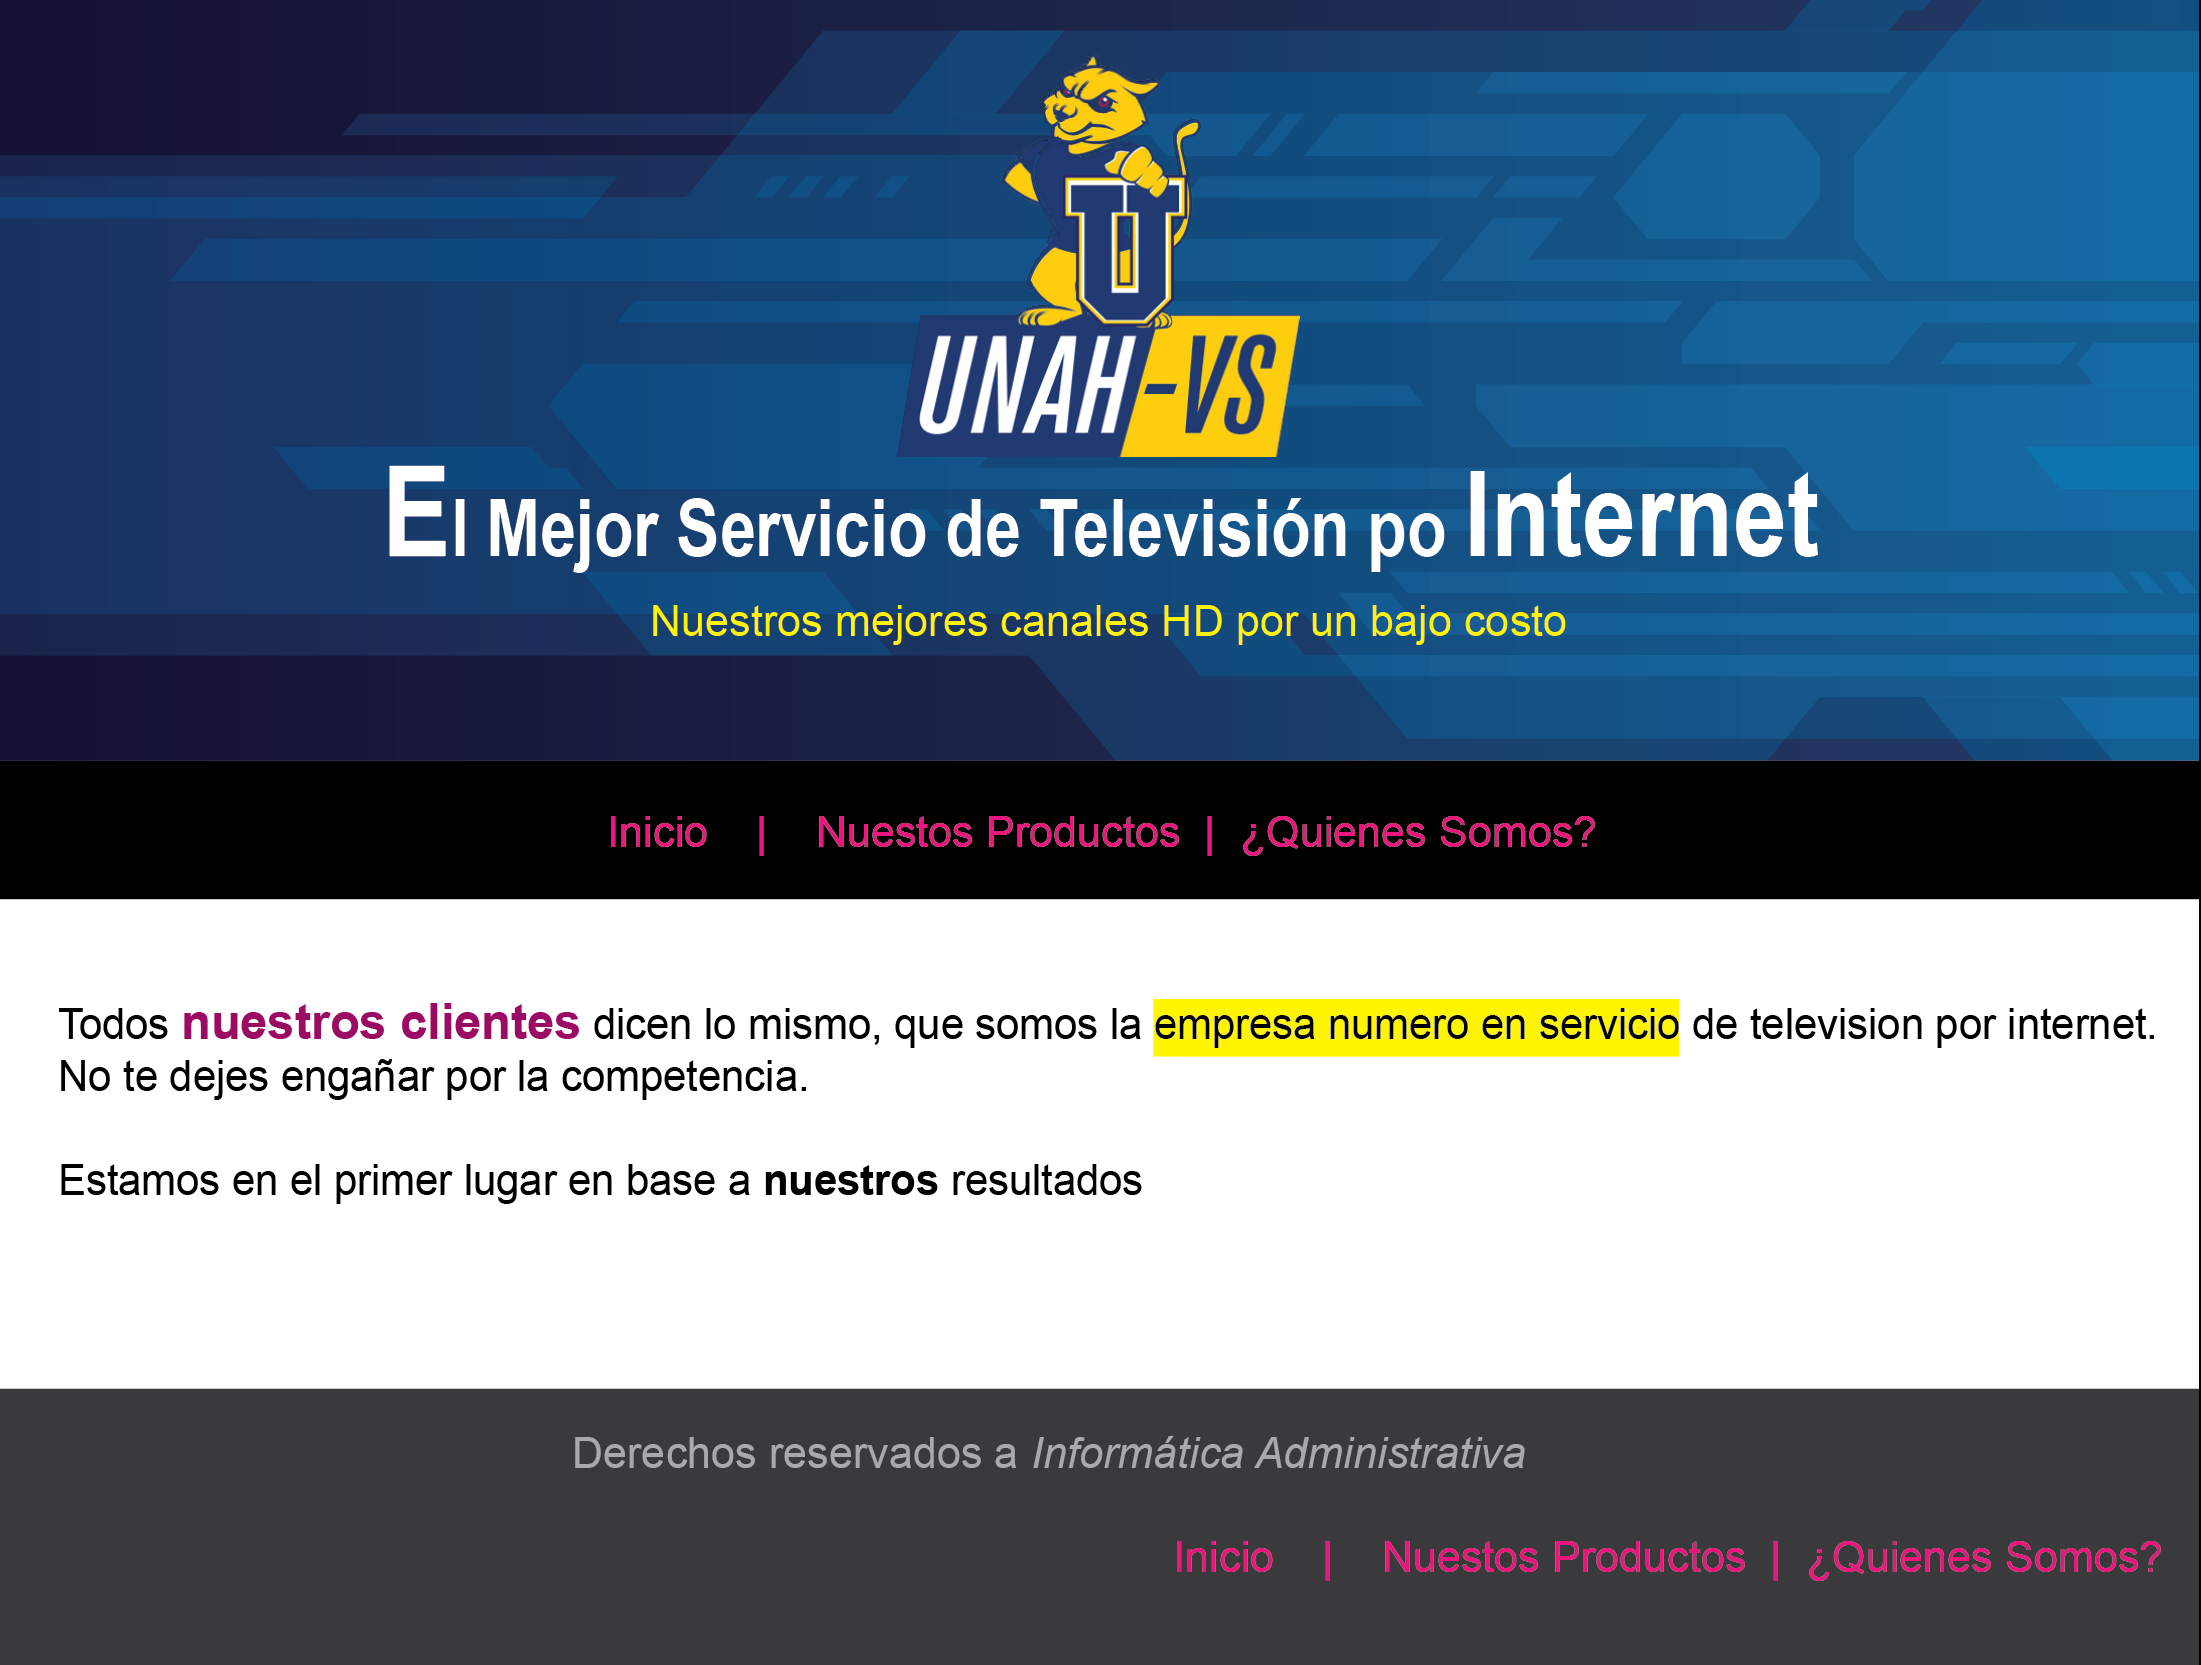 U
UNAH-VS
El Mejor Servicio de Televisión po Internet
Nuestros mejores canales HD por un bajo costo
Inicio | Nuestos Productos | ¿Quienes Somos?
Todos nuestros clientes dicen lo mismo, que somos la empresa numero en servicio de television por internet.
No te dejes engañar por la competencia.
Estamos en el primer lugar en base a nuestros resultados
Derechos reservados a Informática Administrativa
Inicio | Nuestos Productos | ¿Quienes Somos?